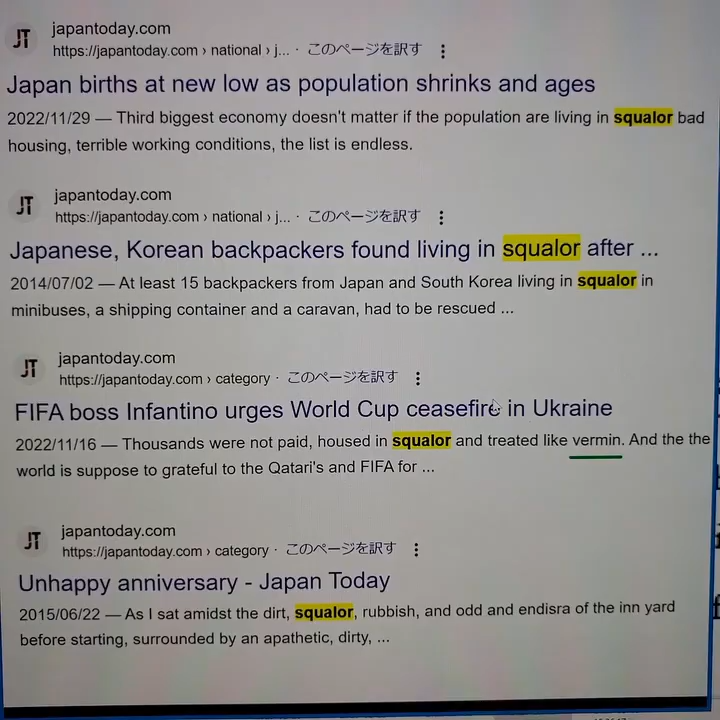 JT japantoday.com
https://japantoday.com › national › j... · このページを訳す
Japan births at new low as population shrinks and ages
2022/11/29 — Third biggest economy doesn't matter if the population are living in squalor bad
housing, terrible working conditions, the list is endless.
JT japantoday.com
https://japantoday.com › national › j... · このページを訳す
Japanese, Korean backpackers found living in squalor after ...
2014/07/02 — At least 15 backpackers from Japan and South Korea living in squalor in
minibuses, a shipping container and a caravan, had to be rescued ...
JT japantoday.com
https://japantoday.com › category · このページを訳す
FIFA boss Infantino urges World Cup ceasefire in Ukraine
2022/11/16 — Thousands were not paid, housed in squalor and treated like vermin. And the the
world is suppose to grateful to the Qatari's and FIFA for ...
JT japantoday.com
https://japantoday.com › category · このページを訳す
Unhappy anniversary - Japan Today
2015/06/22 — As I sat amidst the dirt, squalor, rubbish, and odd and endisra of the inn yard
before starting, surrounded by an apathetic, dirty, ...